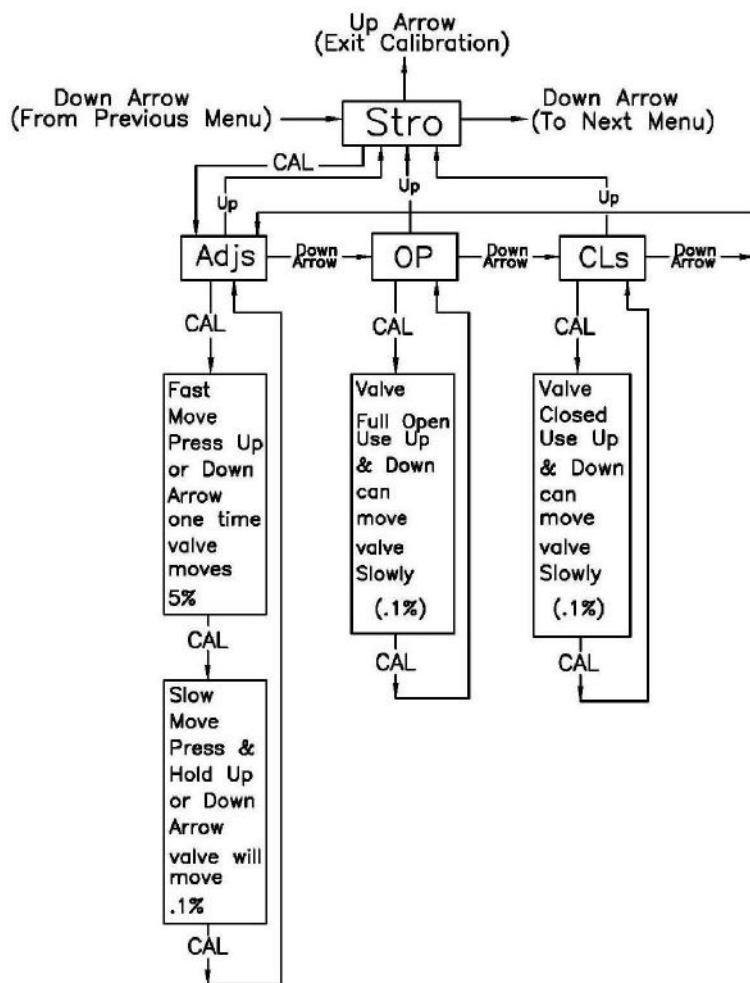 Up Arrow
(Exit Calibration)
Down Arrow
(From Previous Menu)
Stro
Down Arrow
(To Next Menu)
CAL
Up
Up
Up
Adjs
Down
Arrow
OP
Down
Arrow
CLs
Down
Arrow
CAL
CAL
CAL
Fast
Move
Press Up
or Down
Arrow
one time
valve
moves
5%
Valve
Full Open
Use Up
& Down
can
move
valve
Slowly
(.1%)
Valve
Closed
Use Up
& Down
can
move
valve
Slowly
(.1%)
CAL
CAL
CAL
Slow
Move
Press &
Hold Up
or Down
Arrow
valve will
move
.1%
CAL